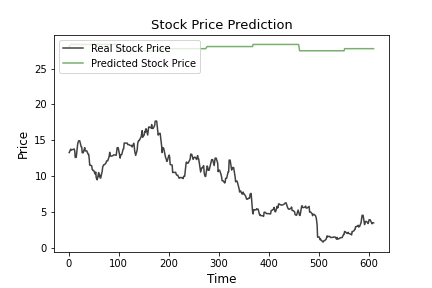 Stock Price Prediction
Real Stock Price
Predicted Stock Price
Price
25
20
15
10
5
0
0 100 200 300 400 500 600
Time